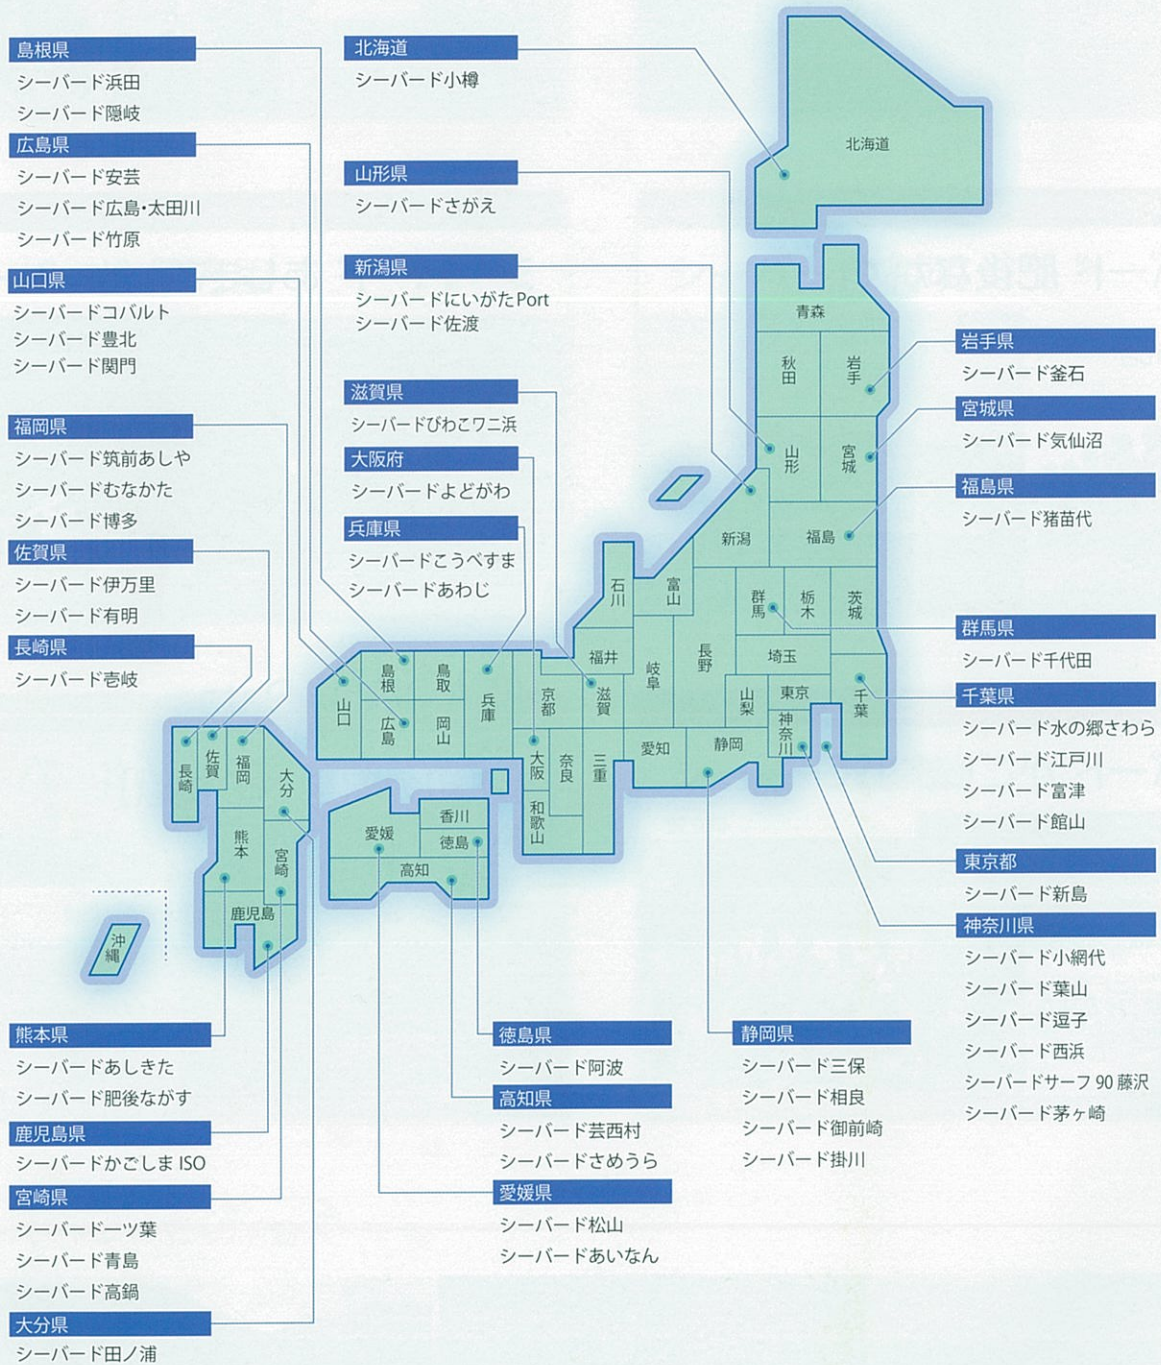 島根県
シーバード浜田
シーバード隠岐
広島県
シーバード安芸
シーバード広島・太田川
シーバード竹原
山口県
シーバードコバルト
シーバード豊北
シーバード関門
福岡県
シーバード筑前あしや
シーバードむなかた
シーバード博多
佐賀県
シーバード伊万里
シーバード有明
長崎県
シーバード壱岐
北海道
シーバード小樽
山形県
シーバードさがえ
新潟県
シーバードにいがたPort
シーバード佐渡
滋賀県
シーバードびわこワニ浜
大阪府
シーバードよどがわ
兵庫県
シーバードこうべすま
シーバードあわじ
北海道
青森
秋田
岩手
山形
宮城
新潟
福島
石川
富山
群馬
栃木
茨城
福井
岐阜
長野
埼玉
山梨
東京
千葉
神奈川
島根
鳥取
兵庫
京都
滋賀
山口
広島
岡山
大阪
奈良
三重
愛知
静岡
和歌山
長崎
佐賀
福岡
大分
熊本
宮崎
鹿児島
沖縄
愛媛
香川
徳島
高知
岩手県
シーバード釜石
宮城県
シーバード気仙沼
福島県
シーバード猪苗代
群馬県
シーバード千代田
千葉県
シーバード水の郷さわら
シーバード江戸川
シーバード富津
シーバード館山
東京都
シーバード新島
神奈川県
シーバード小網代
シーバード葉山
シーバード逗子
シーバード西浜
シーバードサーフ90藤沢
シーバード茅ヶ崎
熊本県
シーバードあしきた
シーバード肥後ながす
鹿児島県
シーバードかごしまISO
宮崎県
シーバード一ツ葉
シーバード青島
シーバード高鍋
大分県
シーバード田ノ浦
徳島県
シーバード阿波
高知県
シーバード芸西村
シーバードさめうら
愛媛県
シーバード松山
シーバードあいなん
静岡県
シーバード三保
シーバード相良
シーバード御前崎
シーバード掛川